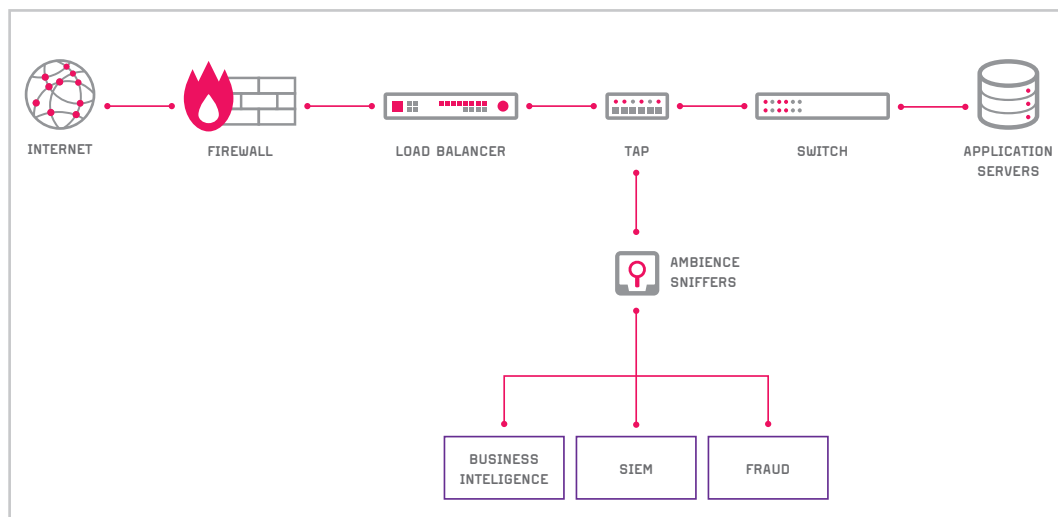 INTERNET
FIREWALL
LOAD BALANCER
TAP
SWITCH
APPLICATION
SERVERS
AMBIENCE
SNIFFERS
BUSINESS
INTELIGENCE
SIEM
FRAUD